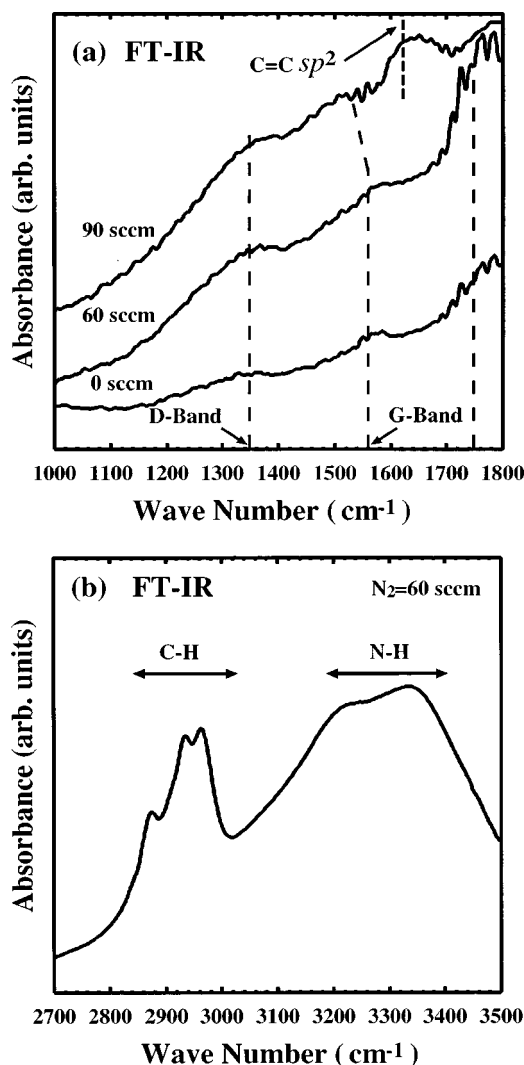 (a) FT-IR
C=C sp²
90 sccm
60 sccm
0 sccm
D-Band
G-Band
Absorbance (arb. units)
1000 1100 1200 1300 1400 1500 1600 1700 1800
Wave Number ( cm⁻¹ )
(b) FT-IR
N₂=60 sccm
C-H
N-H
Absorbance (arb. units)
2700 2800 2900 3000 3100 3200 3300 3400 3500
Wave Number ( cm⁻¹ )